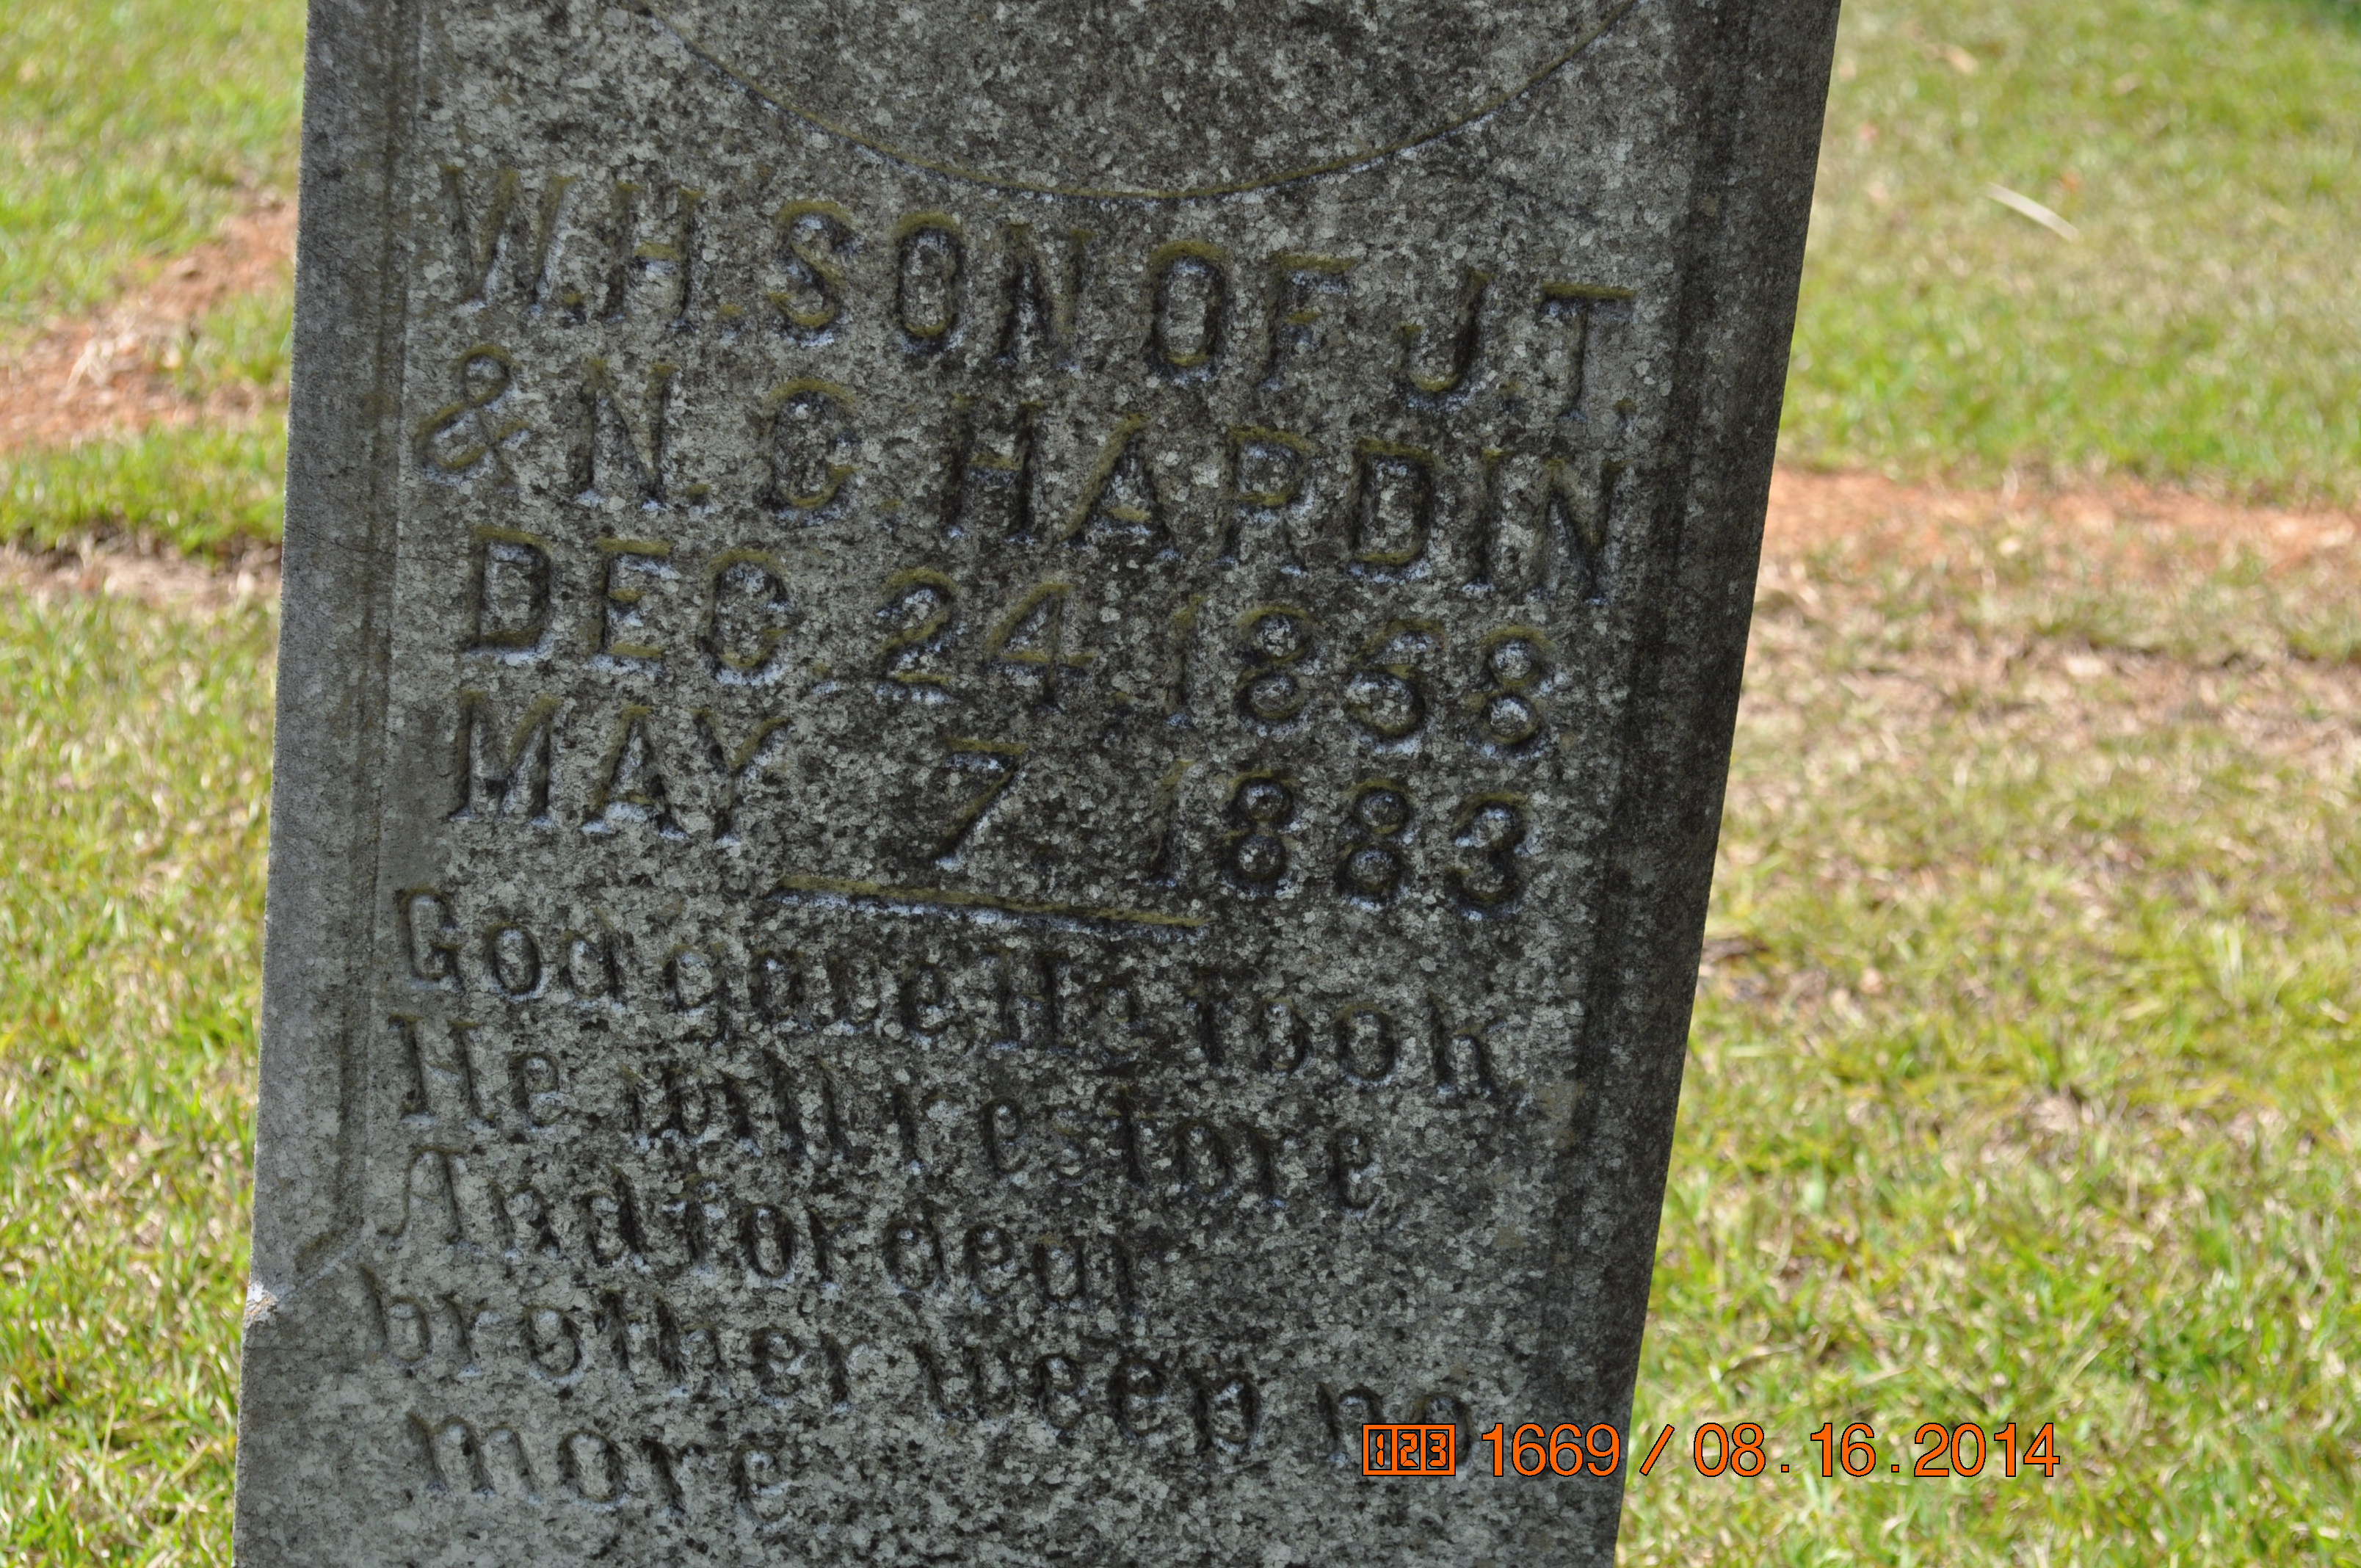 W.H. SON OF J.T.
& N. C. HARDIN
DEC. 24, 1858
MAY 7. 1883
God gave, He took
He will restore
And for dear
brother weep no
more
123 1669 / 08.16.2014